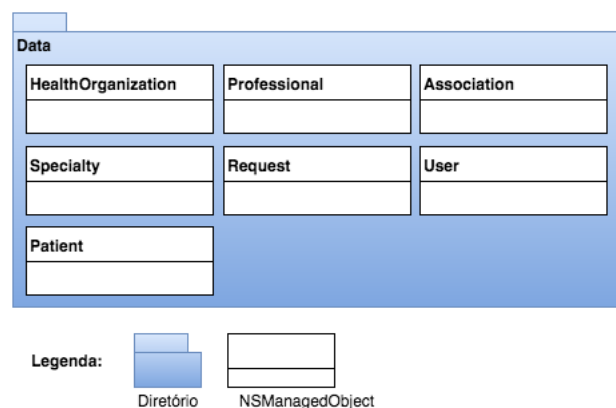 Data
HealthOrganization
Professional
Association
Specialty
Request
User
Patient
Legenda:
Diretório
NSManagedObject